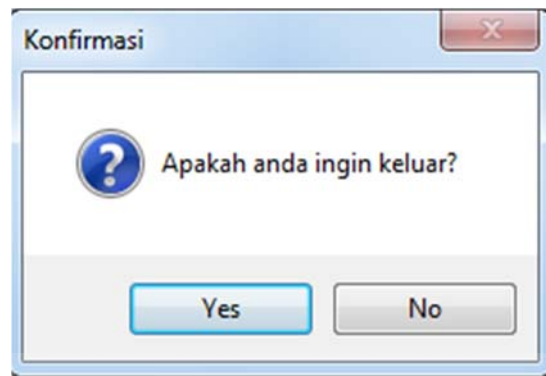 Konfirmasi
Apakah anda ingin keluar?
Yes No